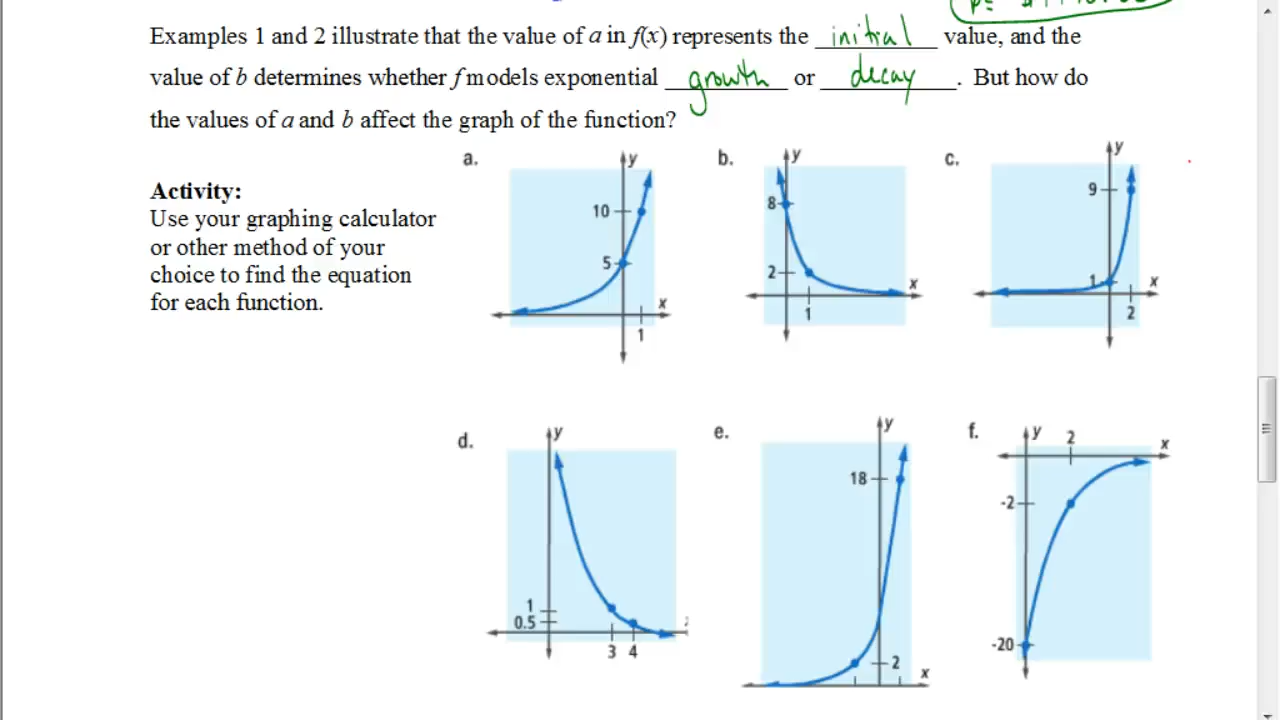 Examples 1 and 2 illustrate that the value of a in f(x) represents the initial value, and the
value of b determines whether f models exponential growth or decay. But how do
the values of a and b affect the graph of the function?
Activity:
Use your graphing calculator
or other method of your
choice to find the equation
for each function.
a.
y
10
5
x
1
b.
y
8
2
x
1
c.
y
9
1
x
2
d.
y
1
0.5
3 4
e.
y
18
2
x
f.
y
2
x
-2
-20